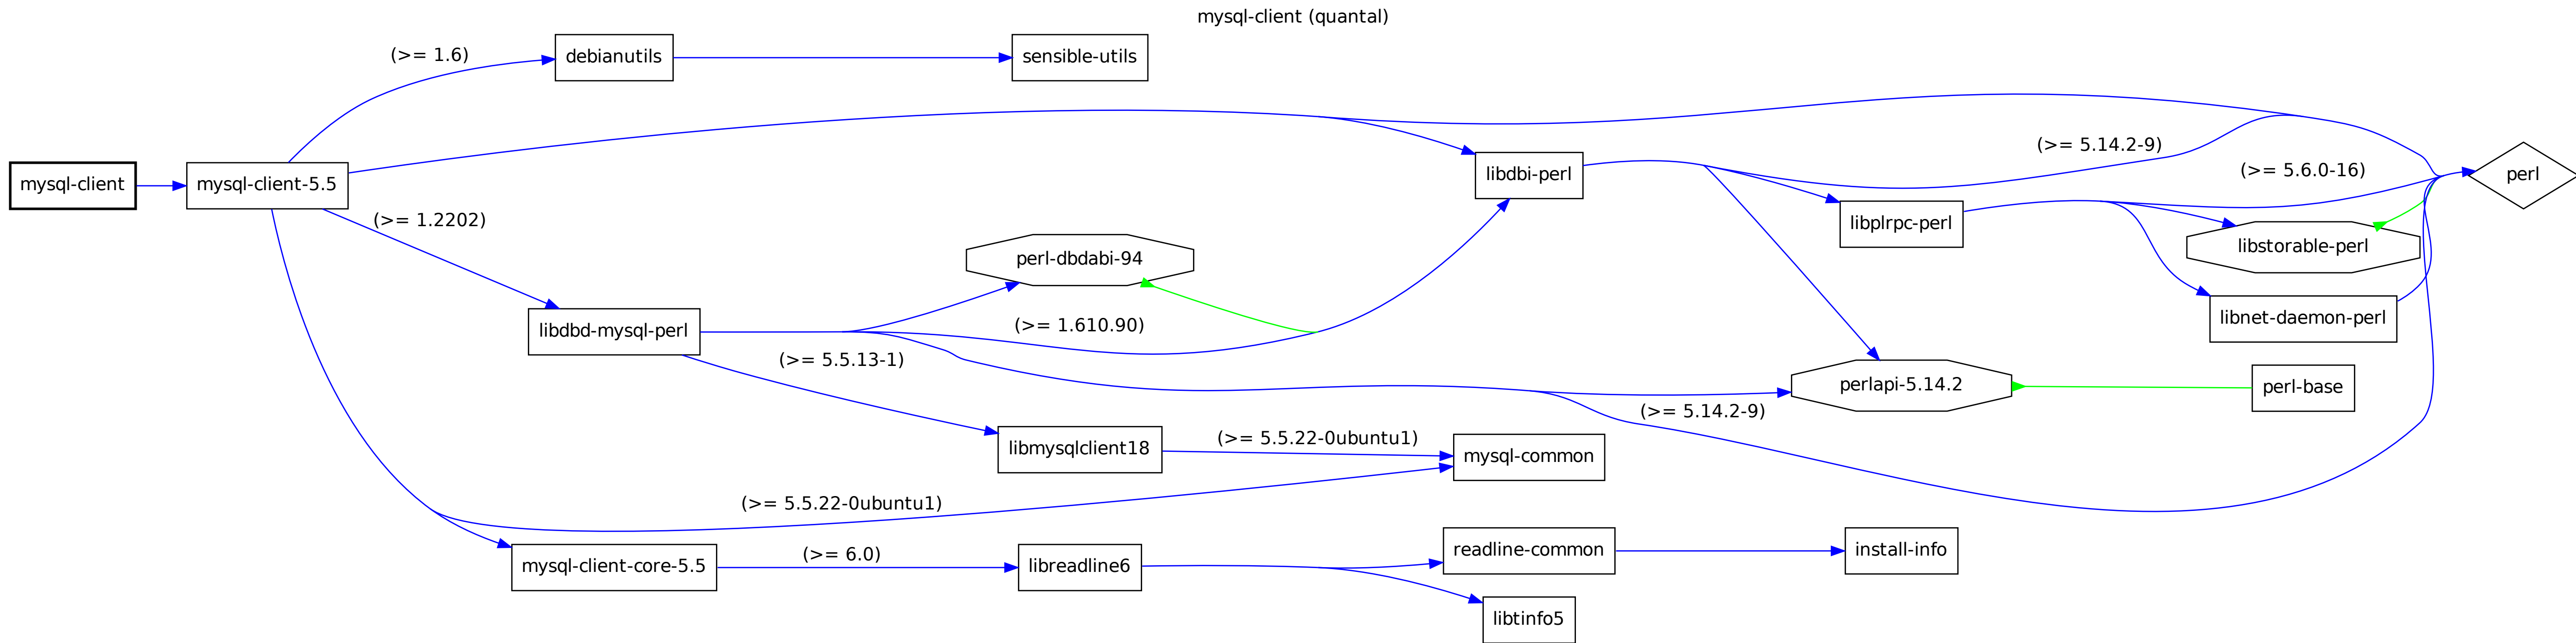 mysql-client (quantal)
(>= 1.6)
debianutils
sensible-utils
(>= 5.14.2-9)
(>= 5.6.0-16)
perl
libdbi-perl
mysql-client
mysql-client-5.5
(>= 1.2202)
libplrpc-perl
libstorable-perl
perl-dbdabi-94
libnet-daemon-perl
libdbd-mysql-perl
(>= 1.610.90)
(>= 5.5.13-1)
perlapi-5.14.2
perl-base
(>= 5.14.2-9)
libmysqlclient18
(>= 5.5.22-0ubuntu1)
mysql-common
(>= 5.5.22-0ubuntu1)
mysql-client-core-5.5
(>= 6.0)
libreadline6
readline-common
install-info
libtinfo5